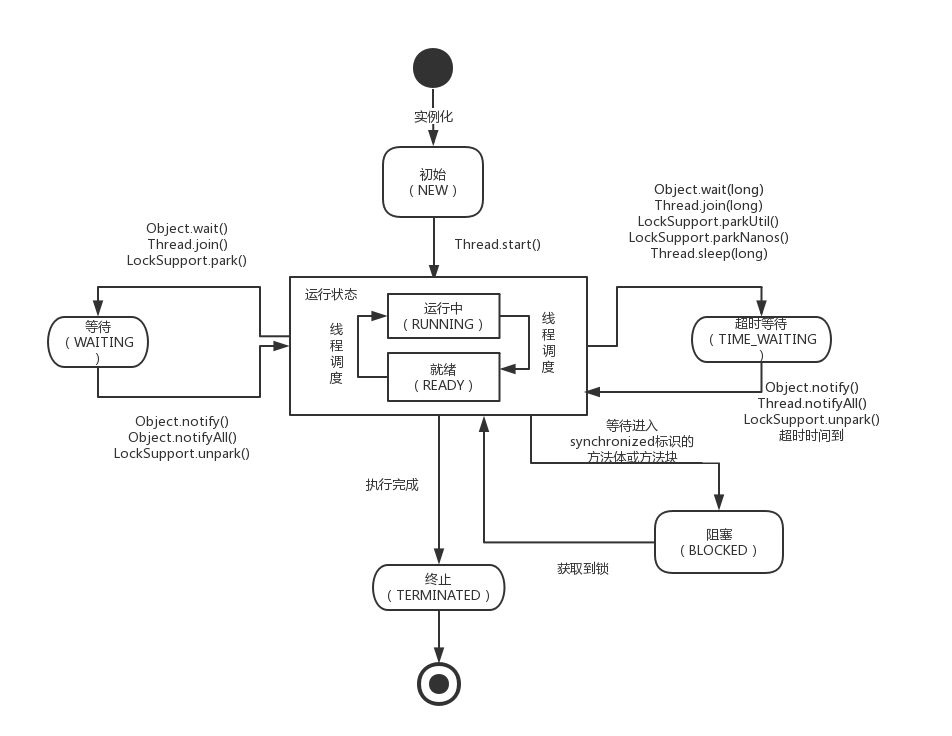 实例化
初始
( NEW )
Thread.start()
Object.wait()
Thread.join()
LockSupport.park()
Object.wait(long)
Thread.join(long)
LockSupport.parkUtil()
LockSupport.parkNanos()
Thread.sleep(long)
等待
( WAITING
)
运行状态
线
程
调
度
运行中
( RUNNING )
就绪
( READY )
线
程
调
度
超时等待
( TIME_WAITING
)
Object.notify()
Object.notifyAll()
LockSupport.unpark()
Object.notify()
Thread.notifyAll()
LockSupport.unpark()
超时时间到
等待进入
synchronized标识的
方法体或方法块
执行完成
阻塞
( BLOCKED )
获取到锁
终止
( TERMINATED )